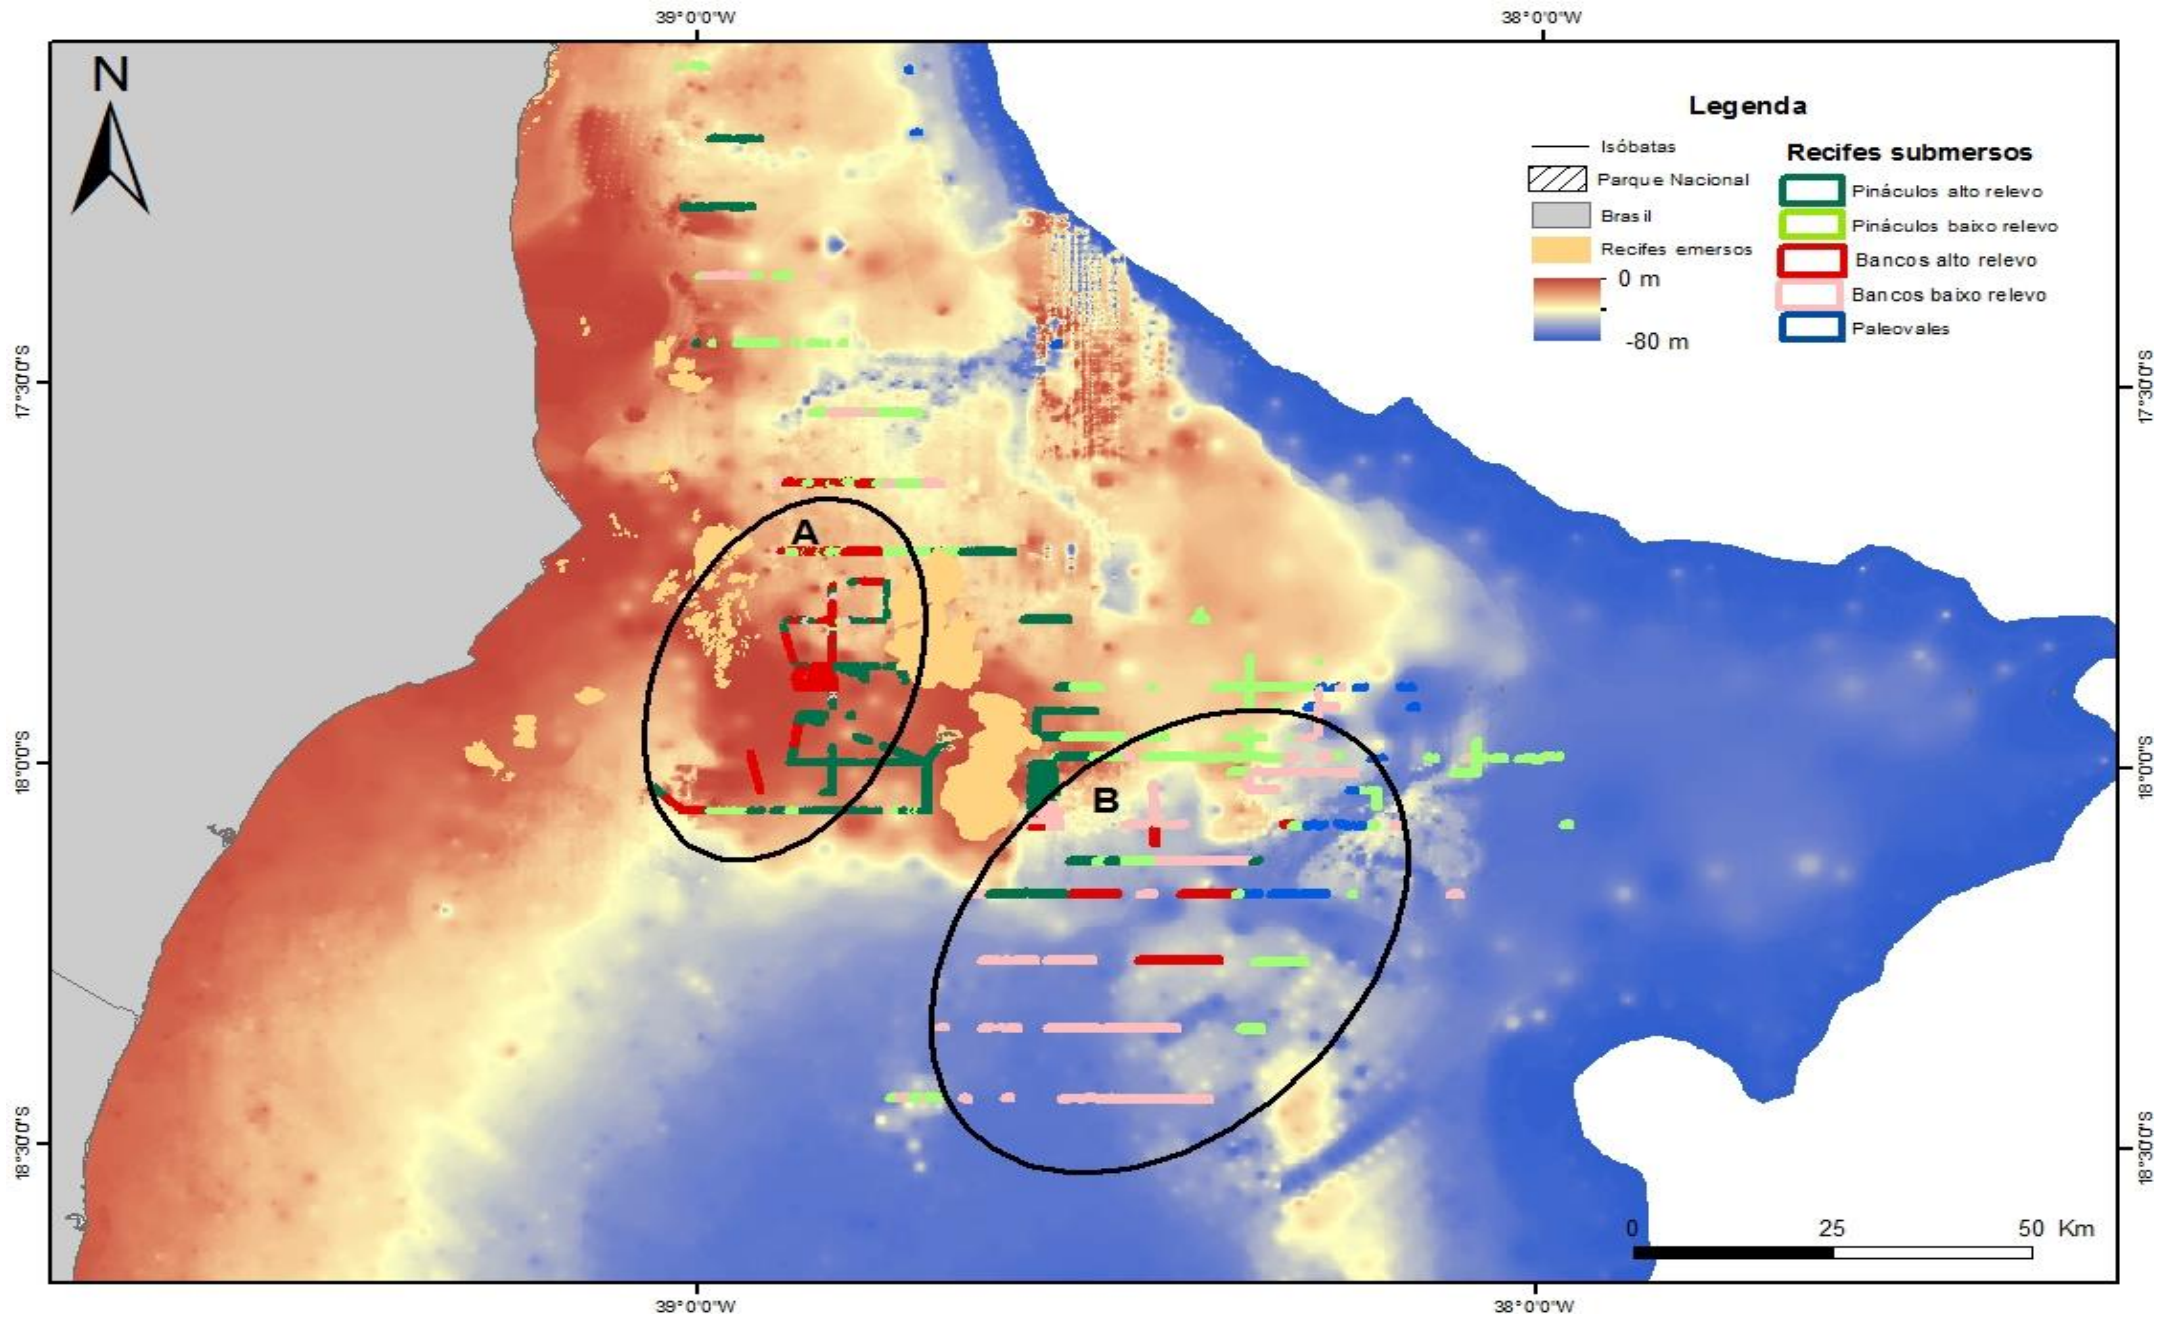 39°0'0"W
38°0'0"W
N
Legenda
Isóbatas
Parque Nacional
Brasil
Recifes emersos
0 m
-80 m
Recifes submersos
Pináculos alto relevo
Pináculos baixo relevo
Bancos alto relevo
Bancos baixo relevo
Paleovales
17°30'0"S
17°30'0"S
A
18°0'0"S
18°0'0"S
B
18°30'0"S
18°30'0"S
0
25
50 Km
39°0'0"W
38°0'0"W